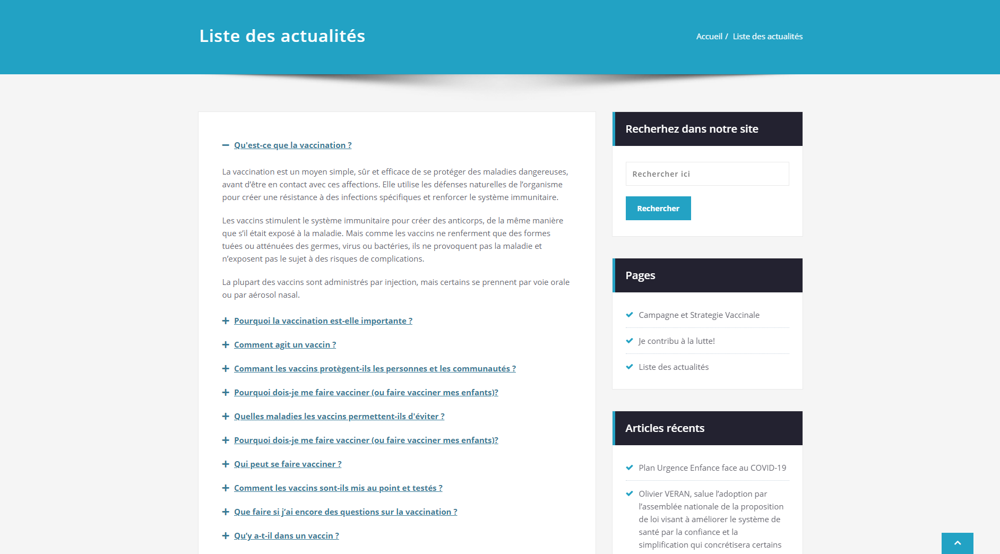 Liste des actualités
Accueil / Liste des actualités
Qu'est-ce que la vaccination ?
La vaccination est un moyen simple, sûr et efficace de se protéger des maladies dangereuses,
avant d’être en contact avec ces affections. Elle utilise les défenses naturelles de l’organisme
pour créer une résistance à des infections spécifiques et renforcer le système immunitaire.
Les vaccins stimulent le système immunitaire pour créer des anticorps, de la même manière
que s’il était exposé à la maladie. Mais comme les vaccins ne renferment que des formes
tuées ou atténuées des germes, virus ou bactéries, ils ne provoquent pas la maladie et
n’exposent pas le sujet à des risques de complications.
La plupart des vaccins sont administrés par injection, mais certains se prennent par voie orale
ou par aérosol nasal.
Pourquoi la vaccination est-elle importante ?
Comment agit un vaccin ?
Commant les vaccins protègent-ils les personnes et les communautés ?
Pourquoi dois-je me faire vacciner (ou faire vacciner mes enfants)?
Quelles maladies les vaccins permettent-ils d'éviter ?
Pourquoi dois-je me faire vacciner (ou faire vacciner mes enfants)?
Qui peut se faire vacciner ?
Comment les vaccins sont-ils mis au point et testés ?
Que faire si j’ai encore des questions sur la vaccination ?
Qu’y a-t-il dans un vaccin ?
Recherhez dans notre site
Rechercher ici
Rechercher
Pages
Campagne et Strategie Vaccinale
Je contribu à la lutte!
Liste des actualités
Articles récents
Plan Urgence Enfance face au COVID-19
Olivier VERAN, salue l’adoption par
l’assemblée nationale de la proposition
de loi visant à améliorer le système de
santé par la confiance et la
simplification qui concrétisera certains